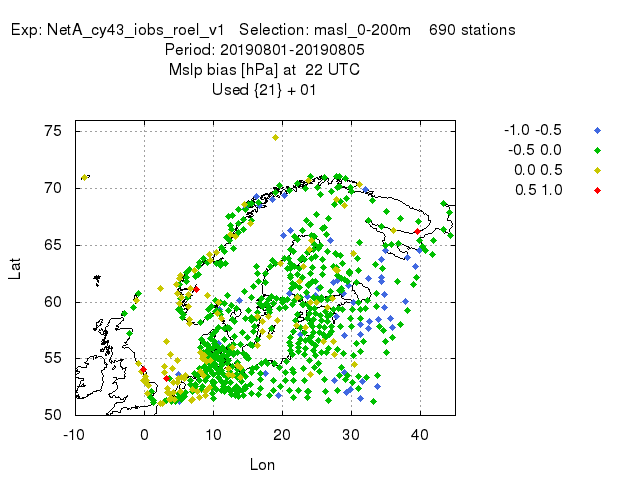 Exp: NetA_cy43_iobs_roel_v1   Selection: masl_0-200m    690 stations
Period: 20190801-20190805
Mslp bias [hPa] at  22 UTC
Used {21} + 01
-1.0 -0.5
-0.5 0.0
0.0 0.5
0.5 1.0
75
70
65
60
55
50
Lat
-10 0 10 20 30 40
Lon